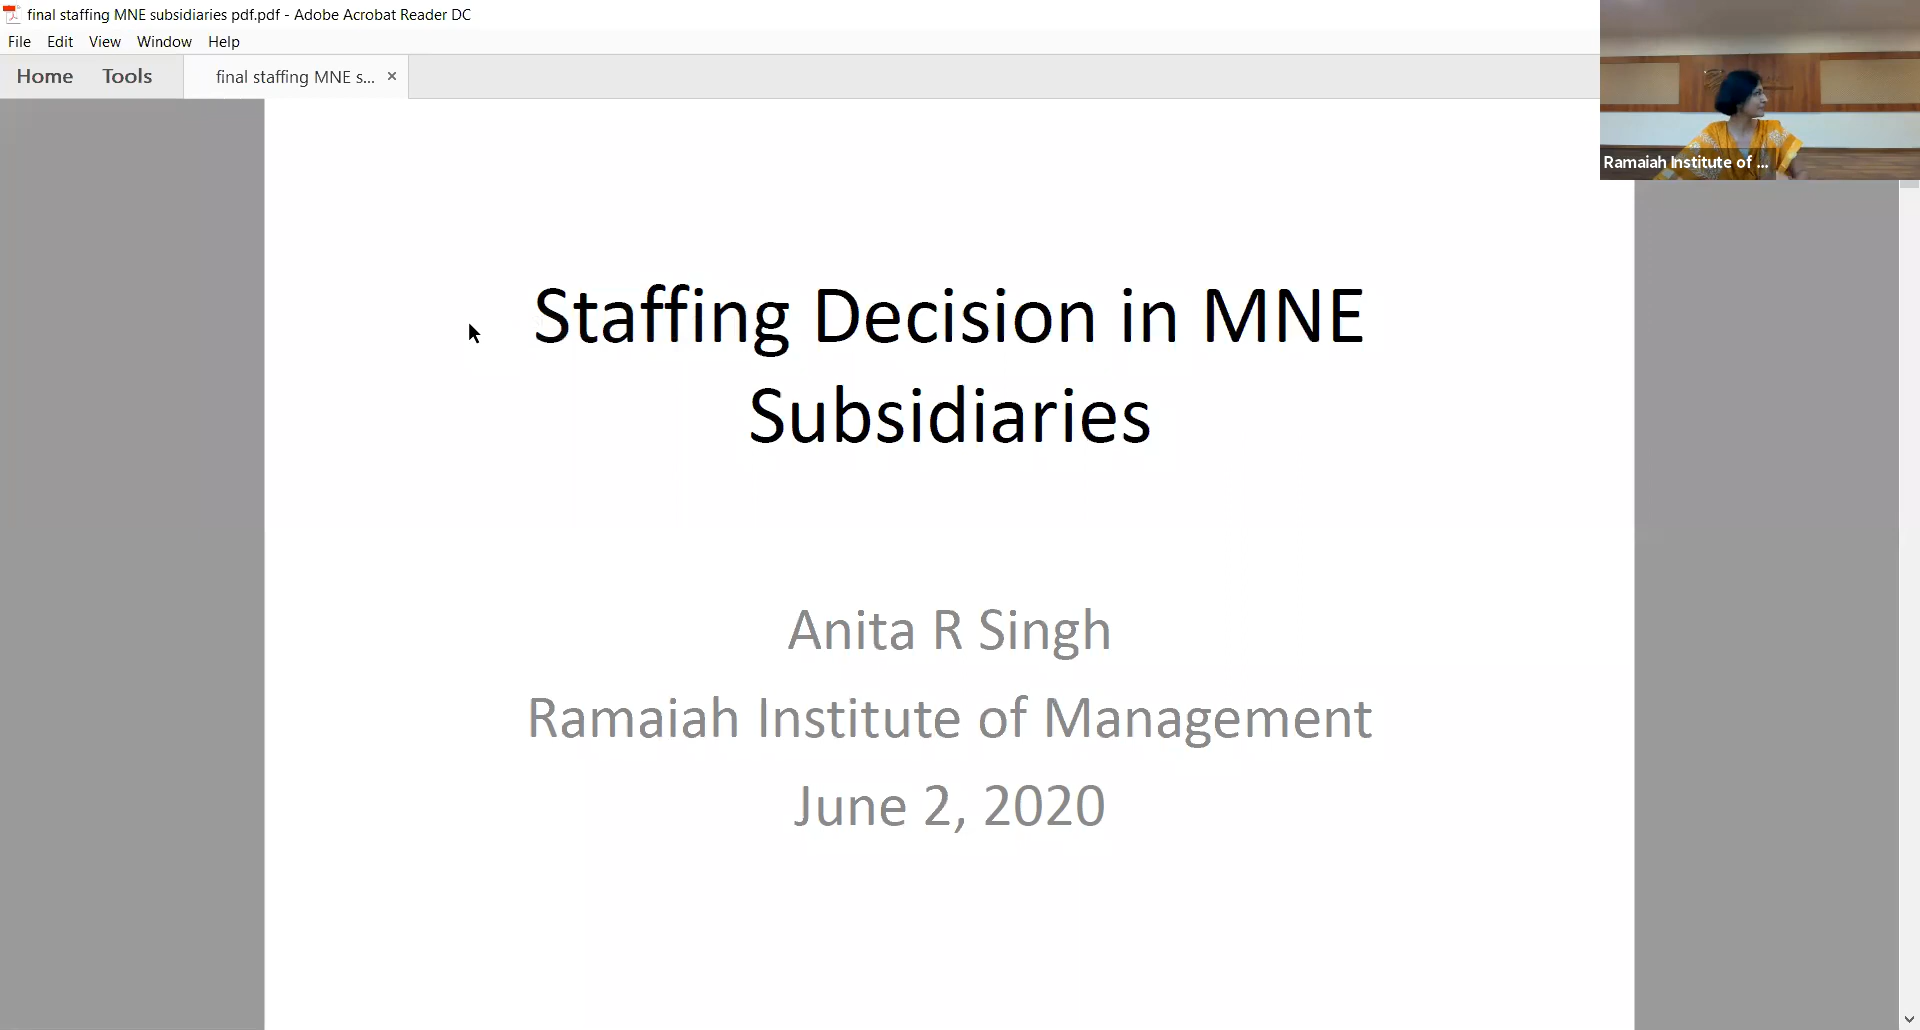 final staffing MNE subsidiaries pdf.pdf - Adobe Acrobat Reader DC
File Edit View Window Help
Home Tools final staffing MNE s... ×
Ramaiah Institute of ...
Staffing Decision in MNE
Subsidiaries
Anita R Singh
Ramaiah Institute of Management
June 2, 2020